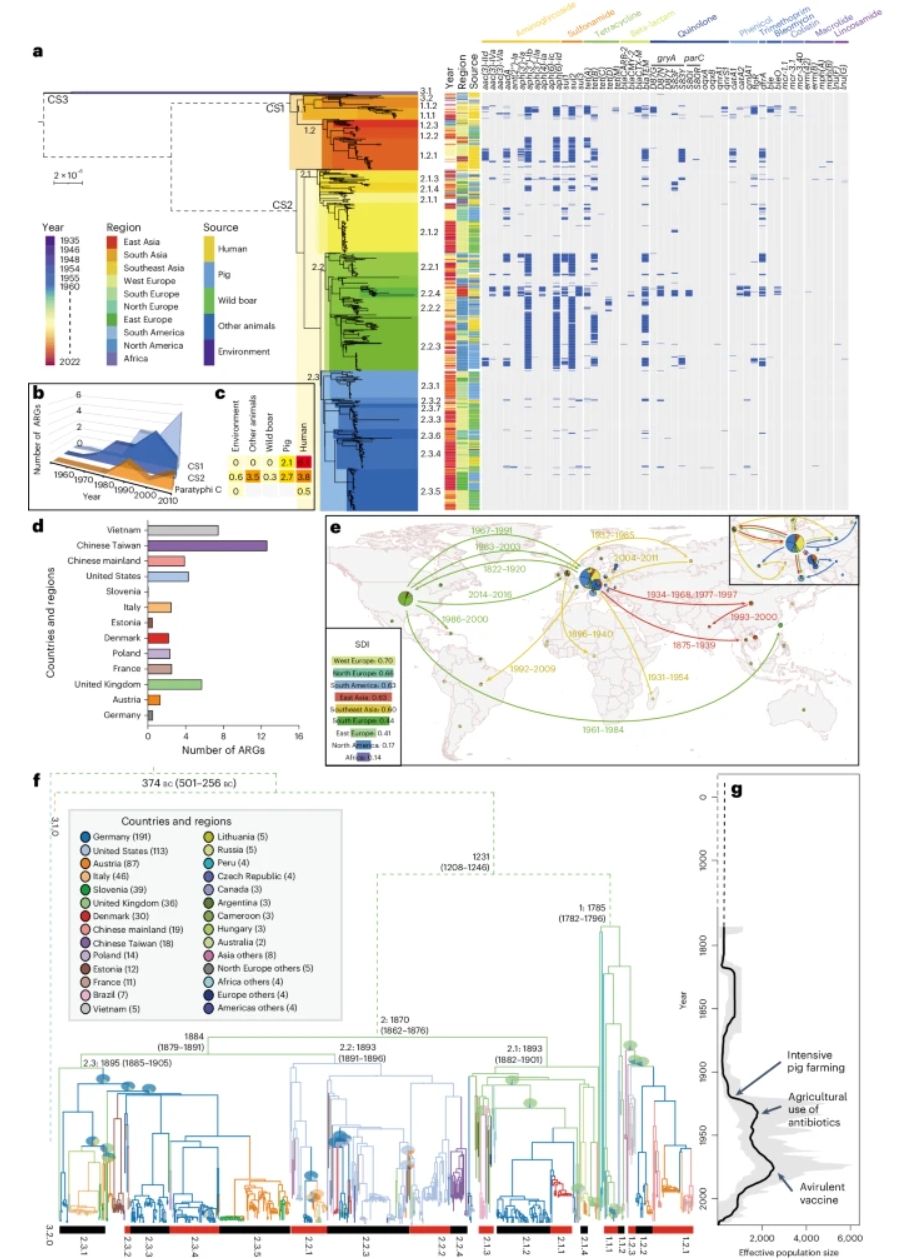 Aminoglycoside
Sulfonamide
Tetracycline
Beta-lactam
Quinolone
Phenicol
Trimethoprim
Bleomycin
Colistin
Macrolide
Lincosamide
a
gryA parC
Year
Region
Source
CS3
CS1
1.2
2.1
CS2
2.2
2.3
3.1
3.2
1.1.2
1.1.1
1.2.3
1.2.2
1.2.1
2.1.3
2.1.4
2.1.1
2.1.2
2.2.1
2.2.4
2.2.2
2.2.3
2.3.1
2.3.2
2.3.7
2.3.3
2.3.6
2.3.4
2.3.5
Year
1935
1946
1948
1954
1955
1960
2022
Region
East Asia
South Asia
Southeast Asia
West Europe
South Europe
North Europe
East Europe
South America
North America
Africa
Source
Human
Pig
Wild boar
Other animals
Environment
b
Number of ARGs
6
4
2
0
1960
1970
1980
1990
2000
2010
Year
CS1
CS2
Paratyphi C
c
Environment
Other animals
Wild boar
Pig
Human
0 0 0 2.1
0.6 3.5 0.3 2.7 3.8
0 0.5
d
Countries and regions
Vietnam
Chinese Taiwan
Chinese mainland
United States
Slovenia
Italy
Estonia
Denmark
Poland
France
United Kingdom
Austria
Germany
0 4 8 12 16
Number of ARGs
e
1967–1991
1983–2003
1822–1920
2014–2016
1986–2000
1932–1985
2004–2011
1934–1968;1977–1997
1993–2000
1875–1939
1896–1940
1992–2009
1931–1954
1961–1984
SDI
West Europe: 0.70
North Europe: 0.66
South America: 0.63
East Asia: 0.63
Southeast Asia: 0.60
South Europe: 0.44
East Europe: 0.41
North America: 0.17
Africa: 0.14
f
374 BC (501–256 BC)
3.1.0
1231
(1208–1246)
1: 1785
(1782–1796)
2: 1870
(1862–1876)
1884
(1879–1891)
2.3: 1895 (1885–1905)
2.2: 1893
(1891–1896)
2.1: 1893
(1882–1901)
Countries and regions
Germany (191)
United States (113)
Austria (87)
Italy (46)
Slovenia (39)
United Kingdom (36)
Denmark (30)
Chinese mainland (19)
Chinese Taiwan (18)
Poland (14)
Estonia (12)
France (11)
Brazil (7)
Vietnam (5)
Lithuania (5)
Russia (5)
Peru (4)
Czech Republic (4)
Canada (3)
Argentina (3)
Cameroon (3)
Hungary (3)
Australia (2)
Asia others (8)
North Europe others (5)
Africa others (4)
Europe others (4)
Americas others (4)
3.2.0
2.3.1
2.3.2
2.3.3
2.3.4
2.3.5
2.2.1
2.2.3
2.2.2
2.2.4
2.1.3
2.1.2
2.1.1
2.1.4
1.1.1
1.1.2
1.2.3
1.2.2
1.2.1
g
0
1000
1800
1850
1900
1950
2000
Year
Intensive
pig farming
Agricultural
use of
antibiotics
Avirulent
vaccine
2,000 4,000 6,000
Effective population size